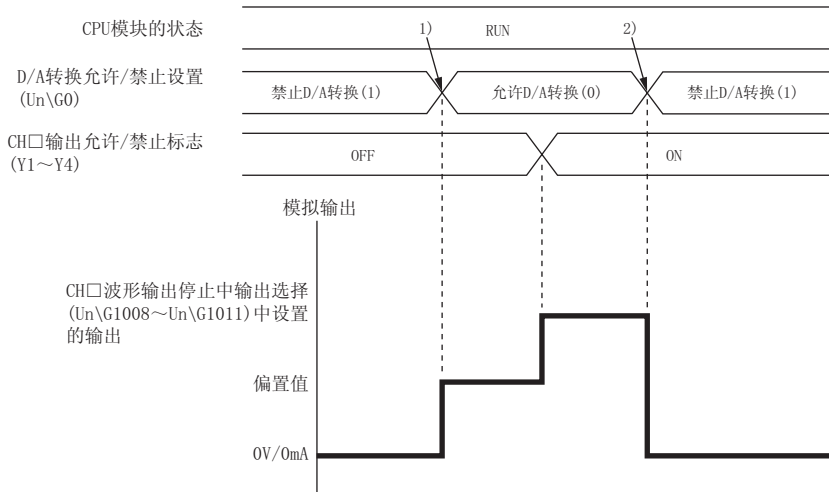 CPU模块的状态
1)
RUN
2)
D/A转换允许/禁止设置
(Un\G0)
禁止D/A转换(1)
允许D/A转换(0)
禁止D/A转换(1)
CH□输出允许/禁止标志
(Y1～Y4)
OFF
ON
模拟输出
CH□波形输出停止中输出选择
(Un\G1008～Un\G1011)中设置
的输出
偏置值
0V/0mA